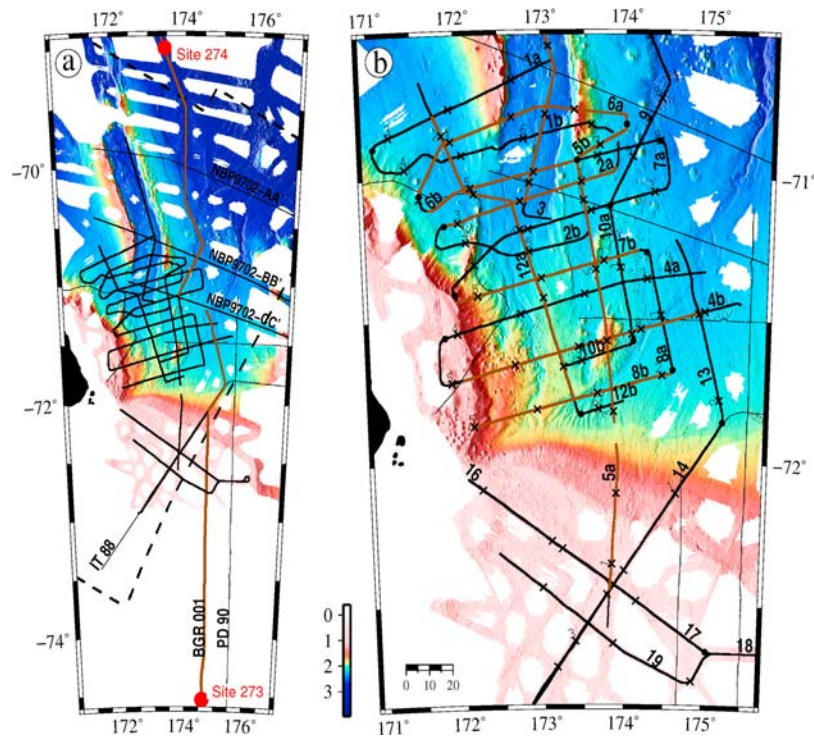 172° 174° 176°
171° 172° 173° 174° 175°
a
Site 274
b
1a
6a
9
1b
5b
2a
7a
-70°
NBP9702-AA'
-71°
6b
3
2b
10a
12a
7b
4a
NBP9702-BB'
NBP9702-dC'
4b
10b
8a
8b
12b
13
-72°
-72°
5a
14
16
IT 88
BGR 001
PD 90
17
18
19
-74°
0
1
2
3
0 10 20
Site 273
172° 174° 176°
171° 172° 173° 174° 175°